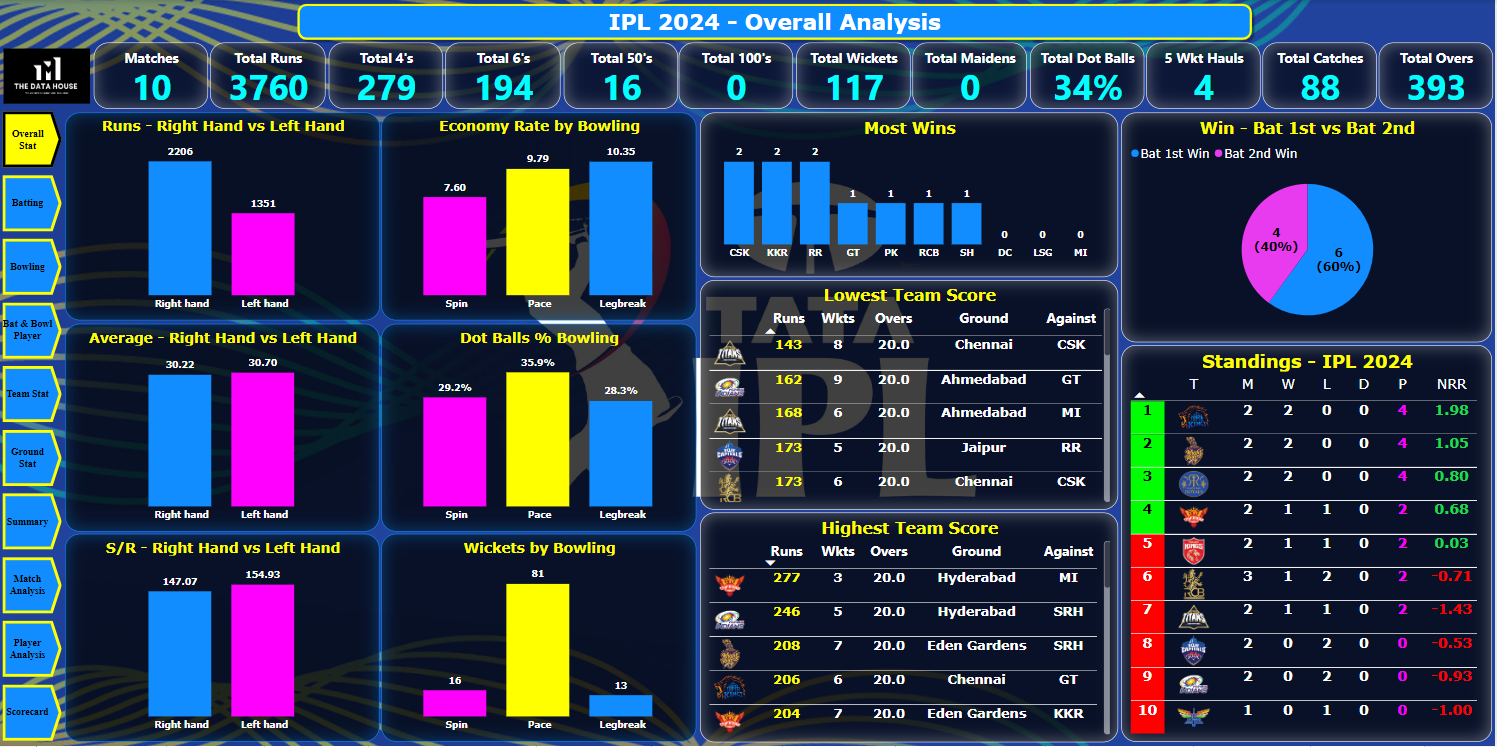 IPL 2024 - Overall Analysis
THE DATA HOUSE
Matches
10
Total Runs
3760
Total 4's
279
Total 6's
194
Total 50's
16
Total 100's
0
Total Wickets
117
Total Maidens
0
Total Dot Balls
34%
5 Wkt Hauls
4
Total Catches
88
Total Overs
393
Overall
Stat
Batting
Bowling
Bat & Bowl
Player
Team Stat
Ground
Stat
Summary
Match
Analysis
Player
Analysis
Scorecard
Runs - Right Hand vs Left Hand
2206
1351
Right hand Left hand
Economy Rate by Bowling
7.60
9.79
10.35
Spin Pace Legbreak
Average - Right Hand vs Left Hand
30.22 30.70
Right hand Left hand
Dot Balls % Bowling
29.2%
35.9%
28.3%
Spin Pace Legbreak
S/R - Right Hand vs Left Hand
147.07
154.93
Right hand Left hand
Wickets by Bowling
16
81
13
Spin Pace Legbreak
Most Wins
2 2 2 1 1 1 1 0 0 0
CSK KKR RR GT PK RCB SH DC LSG MI
TATA
IPL
Lowest Team Score
Runs Wkts Overs Ground Against
TITANS 143 8 20.0 Chennai CSK
162 9 20.0 Ahmedabad GT
TITANS 168 6 20.0 Ahmedabad MI
173 5 20.0 Jaipur RR
RCB 173 6 20.0 Chennai CSK
Highest Team Score
Runs Wkts Overs Ground Against
277 3 20.0 Hyderabad MI
246 5 20.0 Hyderabad SRH
208 7 20.0 Eden Gardens SRH
206 6 20.0 Chennai GT
204 7 20.0 Eden Gardens KKR
Win - Bat 1st vs Bat 2nd
Bat 1st Win Bat 2nd Win
4
(40%)
6
(60%)
Standings - IPL 2024
T M W L D P NRR
1 2 2 0 0 4 1.98
2 2 2 0 0 4 1.05
3 2 2 0 0 4 0.80
4 2 1 1 0 2 0.68
5 2 1 1 0 2 0.03
6 3 1 2 0 2 -0.71
7 TITANS 2 1 1 0 2 -1.43
8 2 0 2 0 0 -0.53
9 2 0 2 0 0 -0.93
10 1 0 1 0 0 -1.00